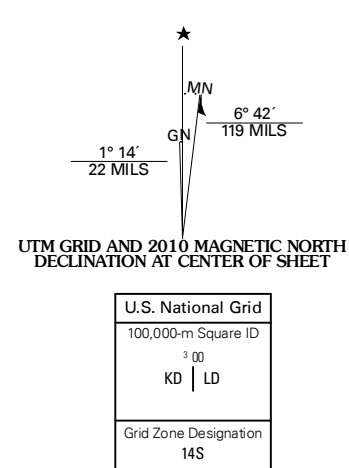 ★
MN
6° 42´
119 MILS
GN
1° 14´
22 MILS
UTM GRID AND 2010 MAGNETIC NORTH
DECLINATION AT CENTER OF SHEET
U.S. National Grid
100,000-m Square ID
3 00
KD LD
Grid Zone Designation
14S